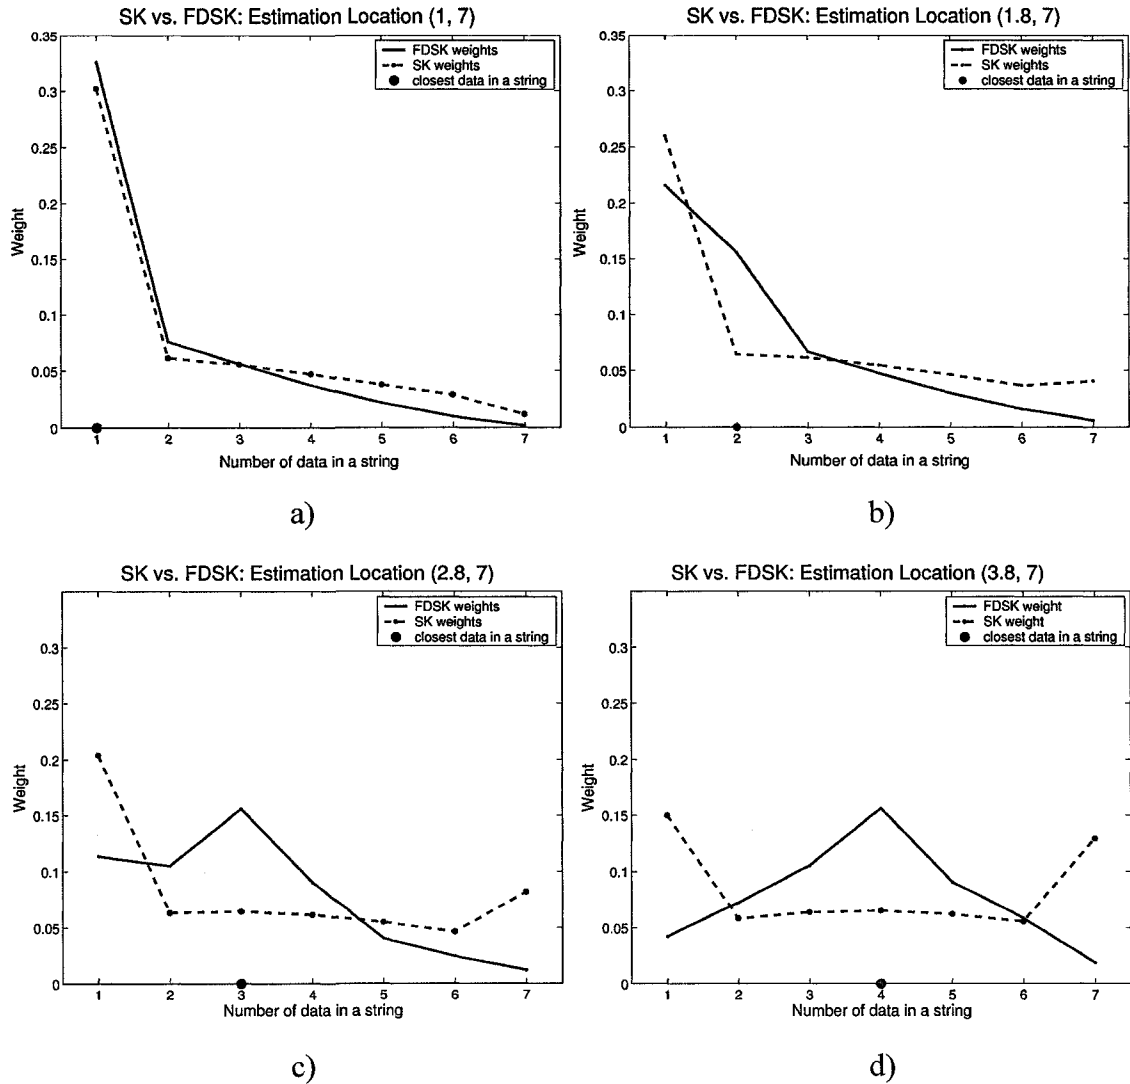 SK vs. FDSK: Estimation Location (1, 7)
0.35
0.3
0.25
0.2
0.15
0.1
0.05
0
Weight
FDSK weights
SK weights
closest data in a string
1 2 3 4 5 6 7
Number of data in a string
a)
SK vs. FDSK: Estimation Location (1.8, 7)
0.35
0.3
0.25
0.2
0.15
0.1
0.05
0
Weight
FDSK weights
SK weights
closest data in a string
1 2 3 4 5 6 7
Number of data in a string
b)
SK vs. FDSK: Estimation Location (2.8, 7)
0.3
0.25
0.2
0.15
0.1
0.05
0
Weight
FDSK weights
SK weights
closest data in a string
1 2 3 4 5 6 7
Number of data in a string
c)
SK vs. FDSK: Estimation Location (3.8, 7)
0.3
0.25
0.2
0.15
0.1
0.05
0
Weight
FDSK weight
SK weight
closest data in a string
1 2 3 4 5 6 7
Number of data in a string
d)